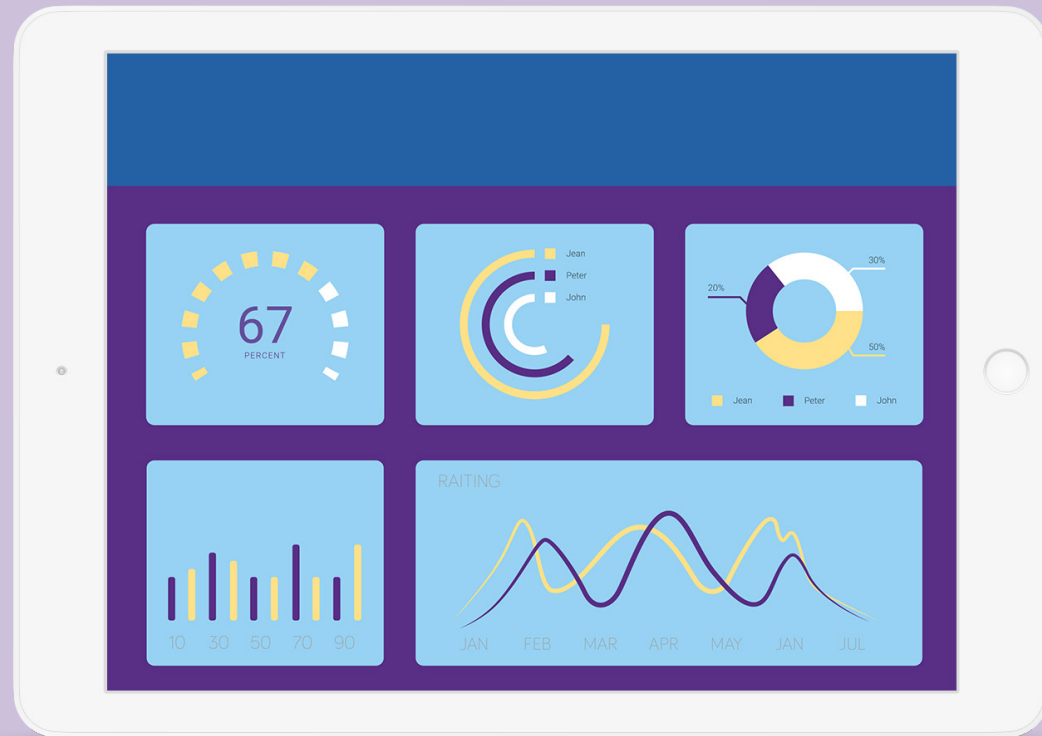 67
PERCENT
Jean
Peter
John
30%
20%
50%
Jean Peter John
10 30 50 70 90
RAITING
JAN FEB MAR APR MAY JAN JUL